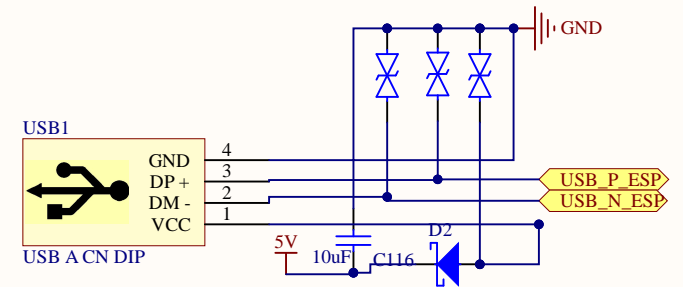 GND
USB1
GND 4
DP + 3
DM - 2
VCC 1
USB_P_ESP
USB_N_ESP
USB A CN DIP
5V
10uF
C116
D2